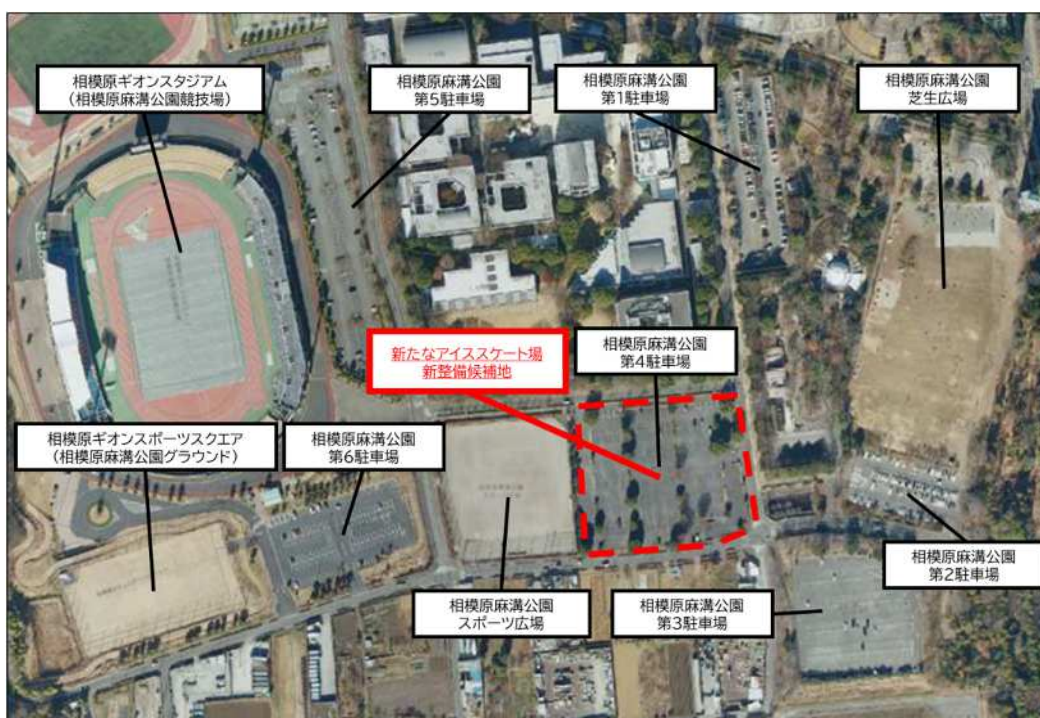 相模原ギオンスタジアム
(相模原麻溝公園競技場)
相模原麻溝公園
第5駐車場
相模原麻溝公園
第1駐車場
相模原麻溝公園
芝生広場
新たなアイススケート場
新整備候補地
相模原麻溝公園
第4駐車場
相模原ギオンスポーツスクエア
(相模原麻溝公園グラウンド)
相模原麻溝公園
第6駐車場
相模原麻溝公園
スポーツ広場
相模原麻溝公園
第3駐車場
相模原麻溝公園
第2駐車場